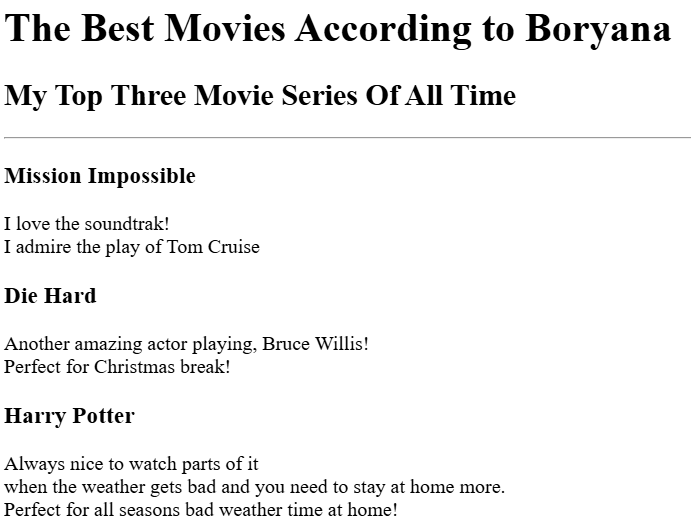 The Best Movies According to Boryana
My Top Three Movie Series Of All Time
Mission Impossible
I love the soundtrak!
I admire the play of Tom Cruise
Die Hard
Another amazing actor playing, Bruce Willis!
Perfect for Christmas break!
Harry Potter
Always nice to watch parts of it
when the weather gets bad and you need to stay at home more.
Perfect for all seasons bad weather time at home!